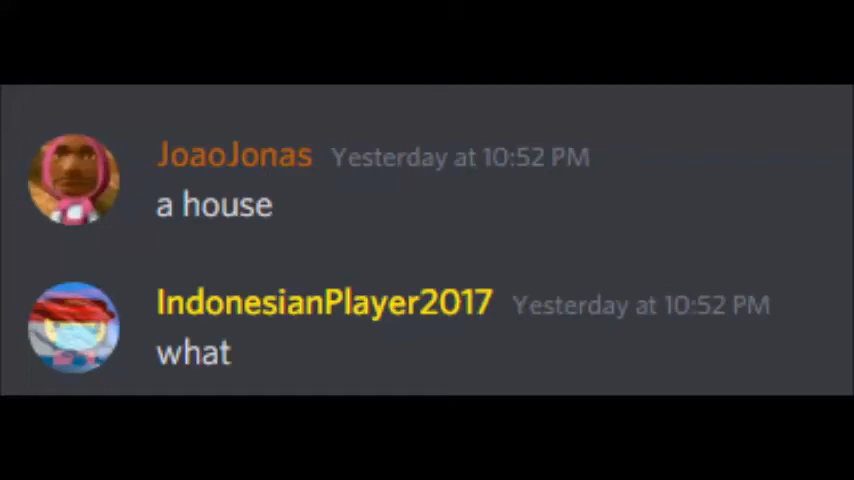 JoaoJonas Yesterday at 10:52 PM
a house
IndonesianPlayer2017 Yesterday at 10:52 PM
what